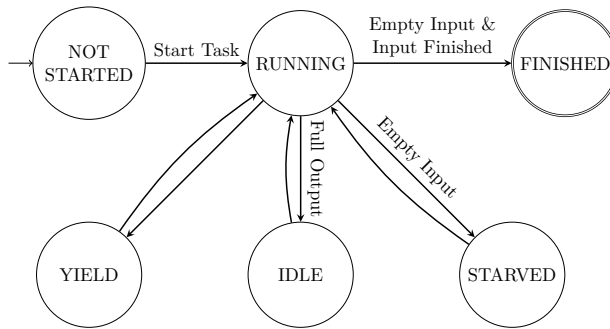 NOT
STARTED
Start Task
RUNNING
Empty Input &
Input Finished
FINISHED
Full Output
Empty Input
YIELD
IDLE
STARVED